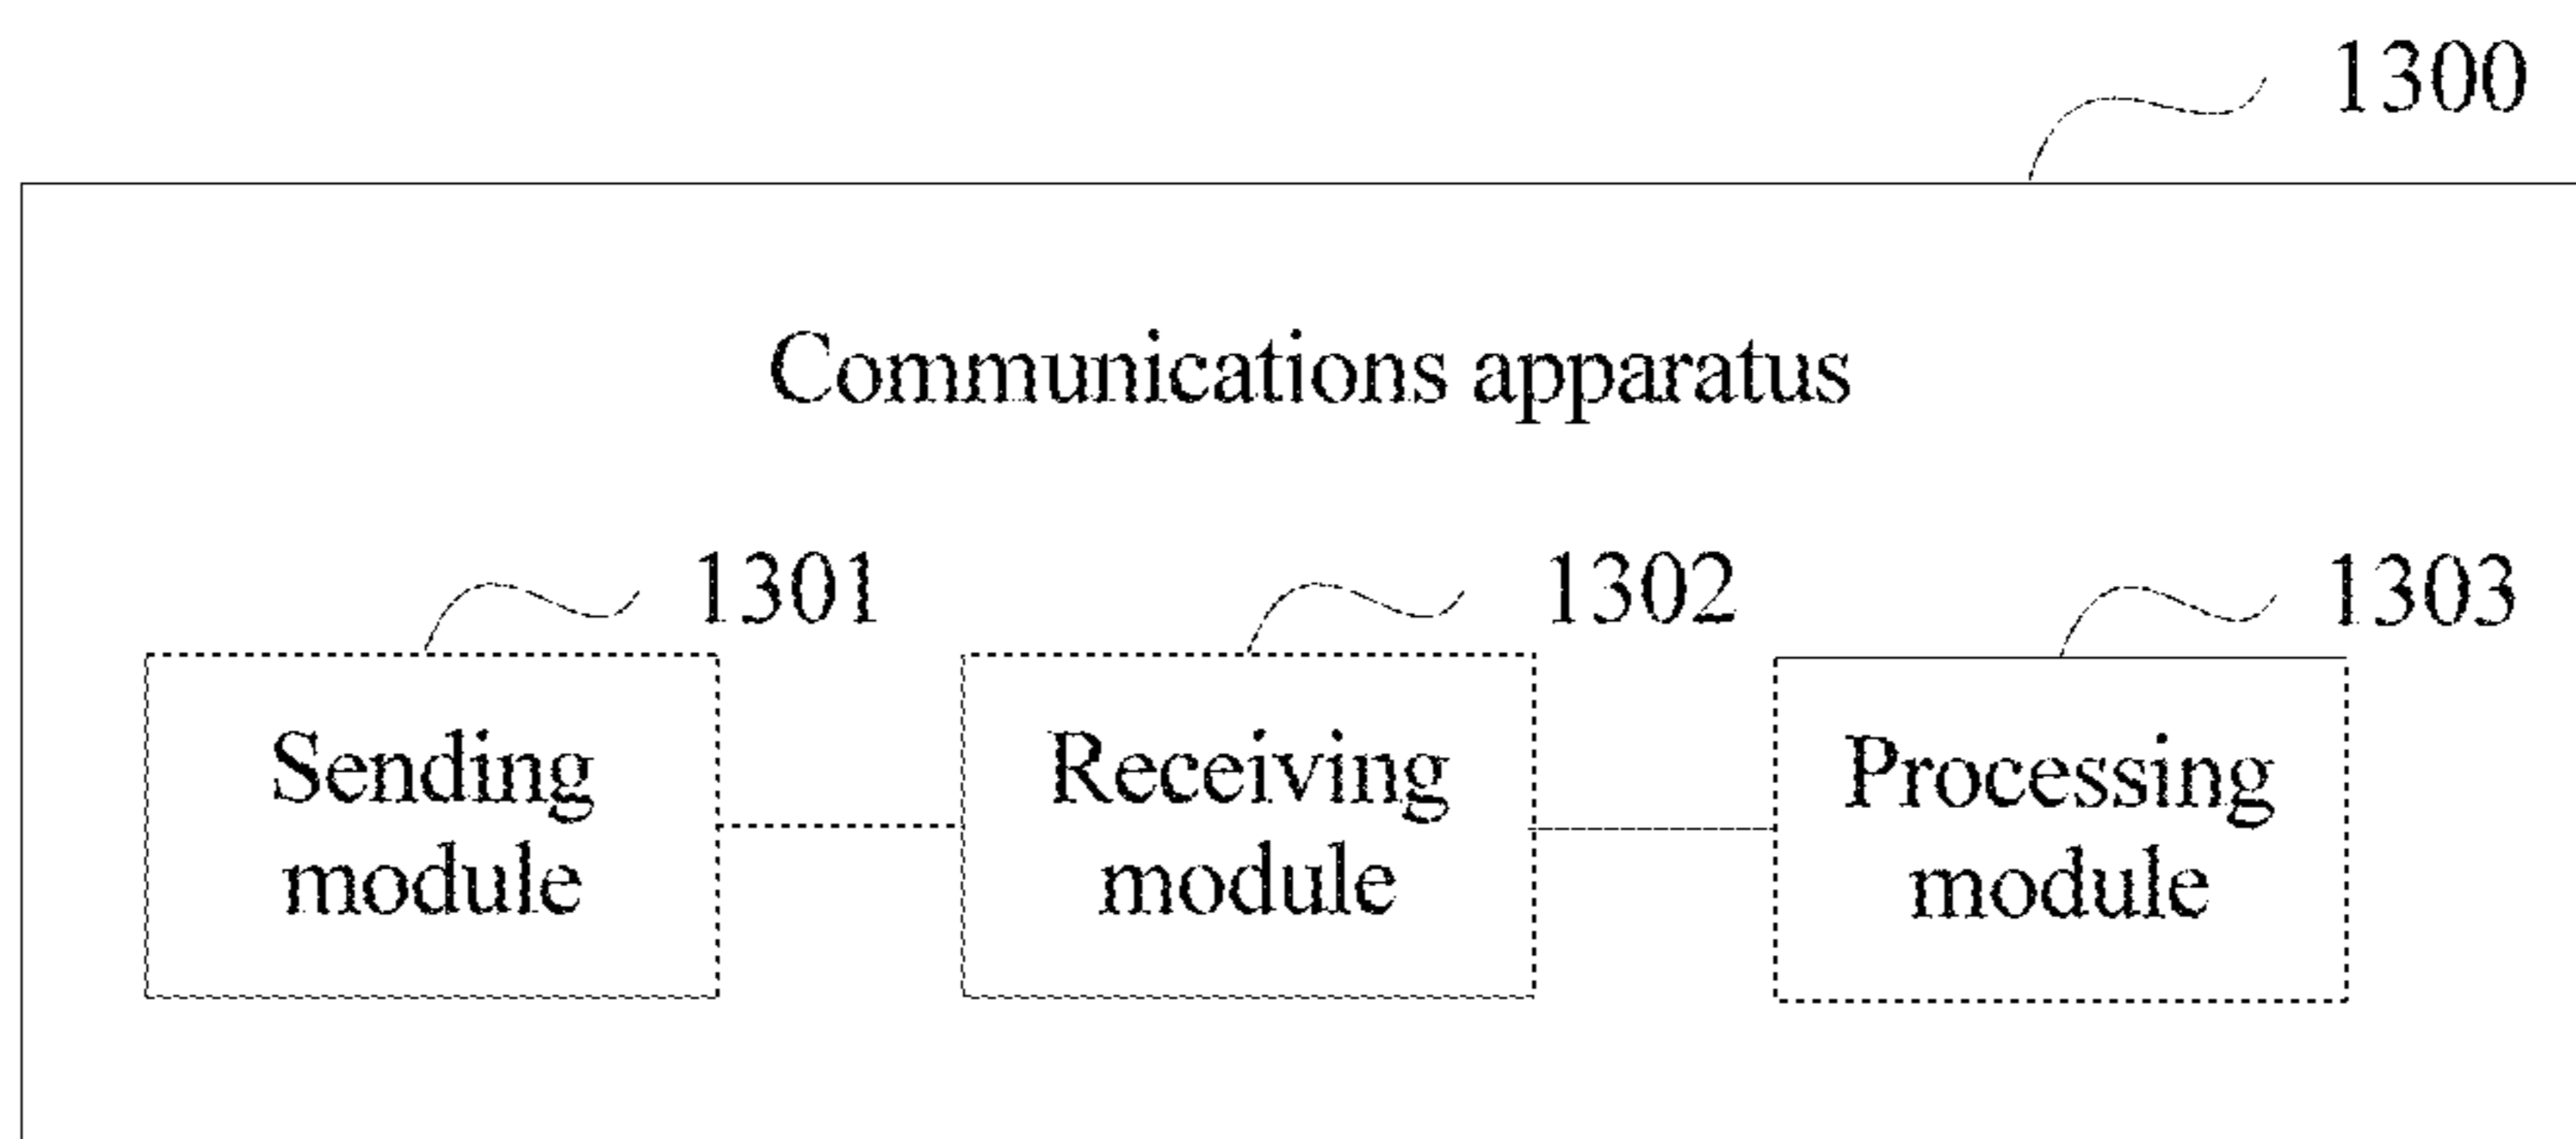 1300
Communications apparatus
1301
1302
1303
Sending
module
Receiving
module
Processing
module